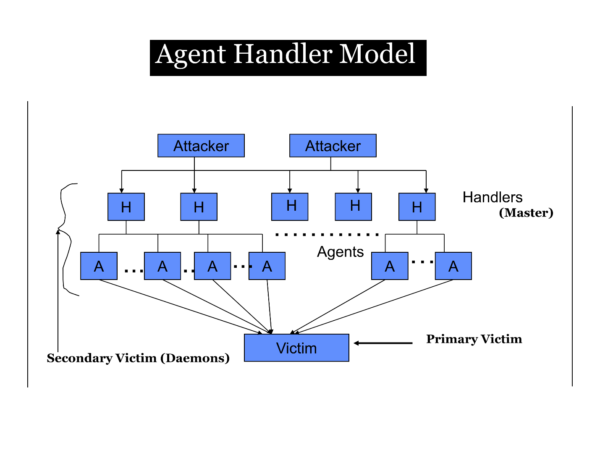 Agent Handler Model
Attacker Attacker
H H H H H
Handlers
(Master)
Agents
A A A A A A
Victim
Primary Victim
Secondary Victim (Daemons)